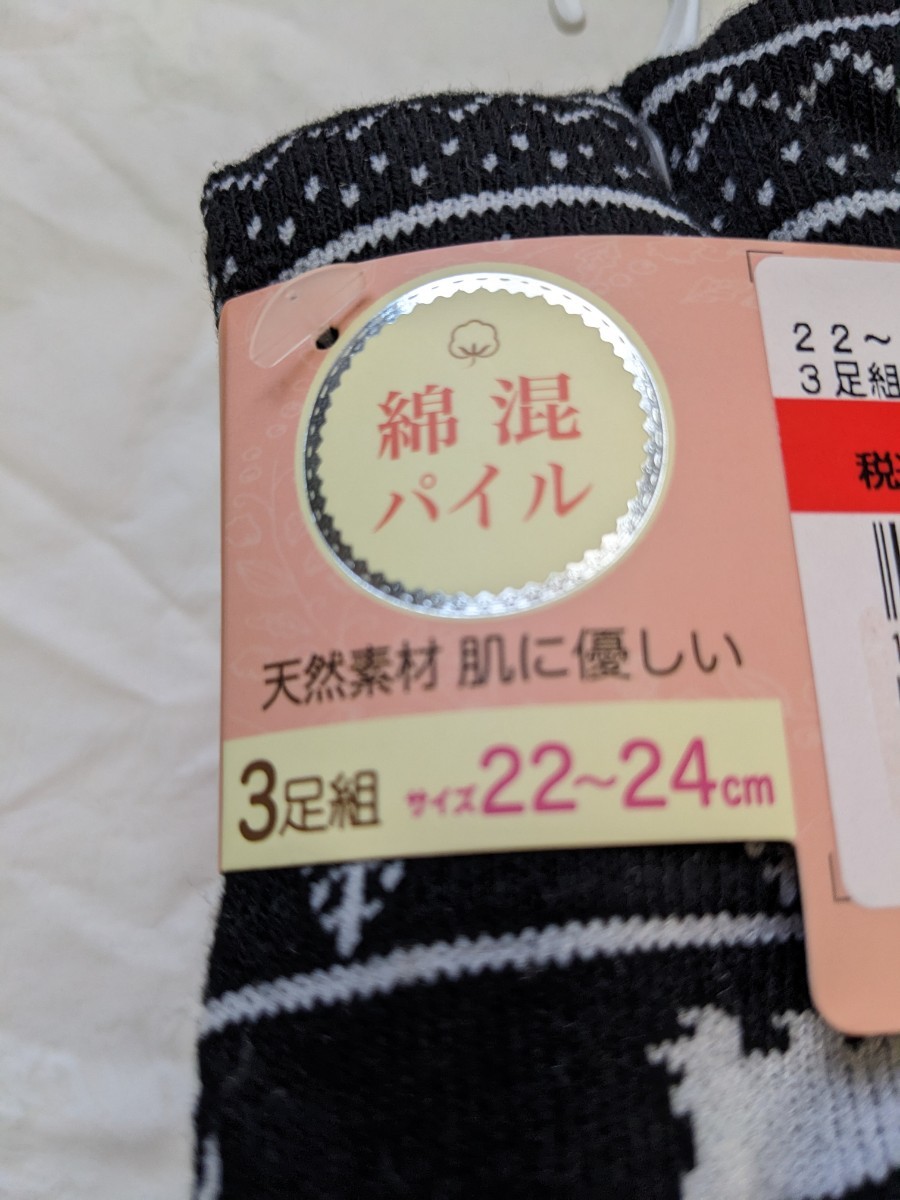 綿混
パイル
天然素材 肌に優しい
3足組 サイズ22〜24cm
22〜
3足組
税